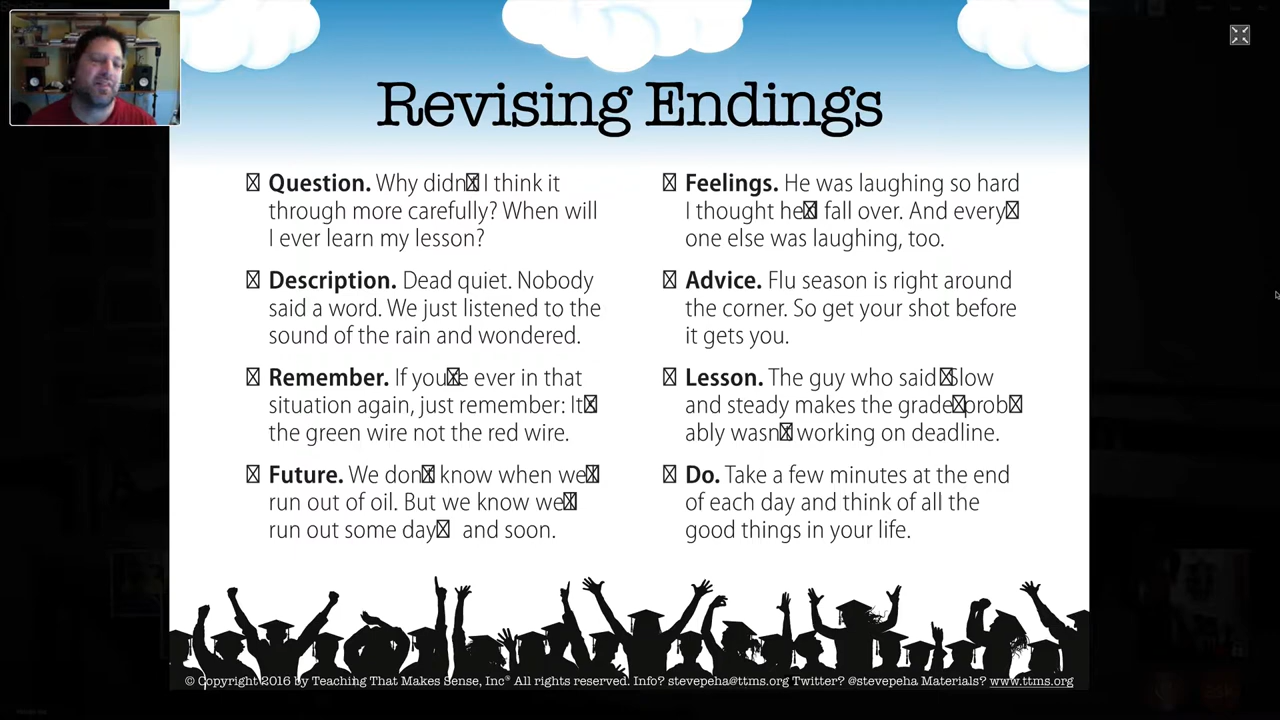 Revising Endings
☒ Question. Why didn☒ I think it
through more carefully? When will
I ever learn my lesson?
☒ Description. Dead quiet. Nobody
said a word. We just listened to the
sound of the rain and wondered.
☒ Remember. If you☒e ever in that
situation again, just remember: It☒
the green wire not the red wire.
☒ Future. We don☒ know when we☒
run out of oil. But we know we☒
run out some day☒ and soon.
☒ Feelings. He was laughing so hard
I thought he☒ fall over. And every☒
one else was laughing, too.
☒ Advice. Flu season is right around
the corner. So get your shot before
it gets you.
☒ Lesson. The guy who said ☒Slow
and steady makes the grade☒ prob☒
ably wasn☒ working on deadline.
☒ Do. Take a few minutes at the end
of each day and think of all the
good things in your life.
© Copyright 2016 by Teaching That Makes Sense, Inc® All rights reserved. Info? stevepeha@ttms.org Twitter? @stevepeha Materials? www.ttms.org